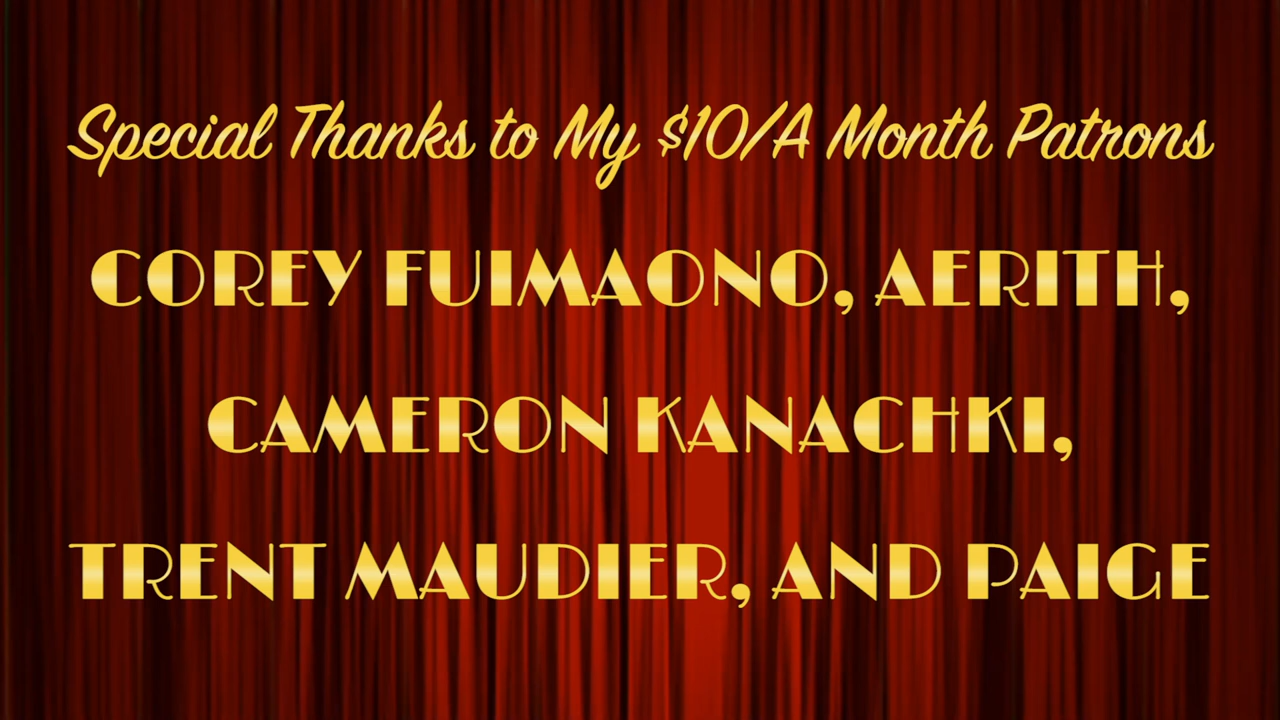 Special Thanks to My $10/A Month Patrons
COREY FUIMAONO, AERITH,
CAMERON KANACHKI,
TRENT MAUDIER, AND PAIGE